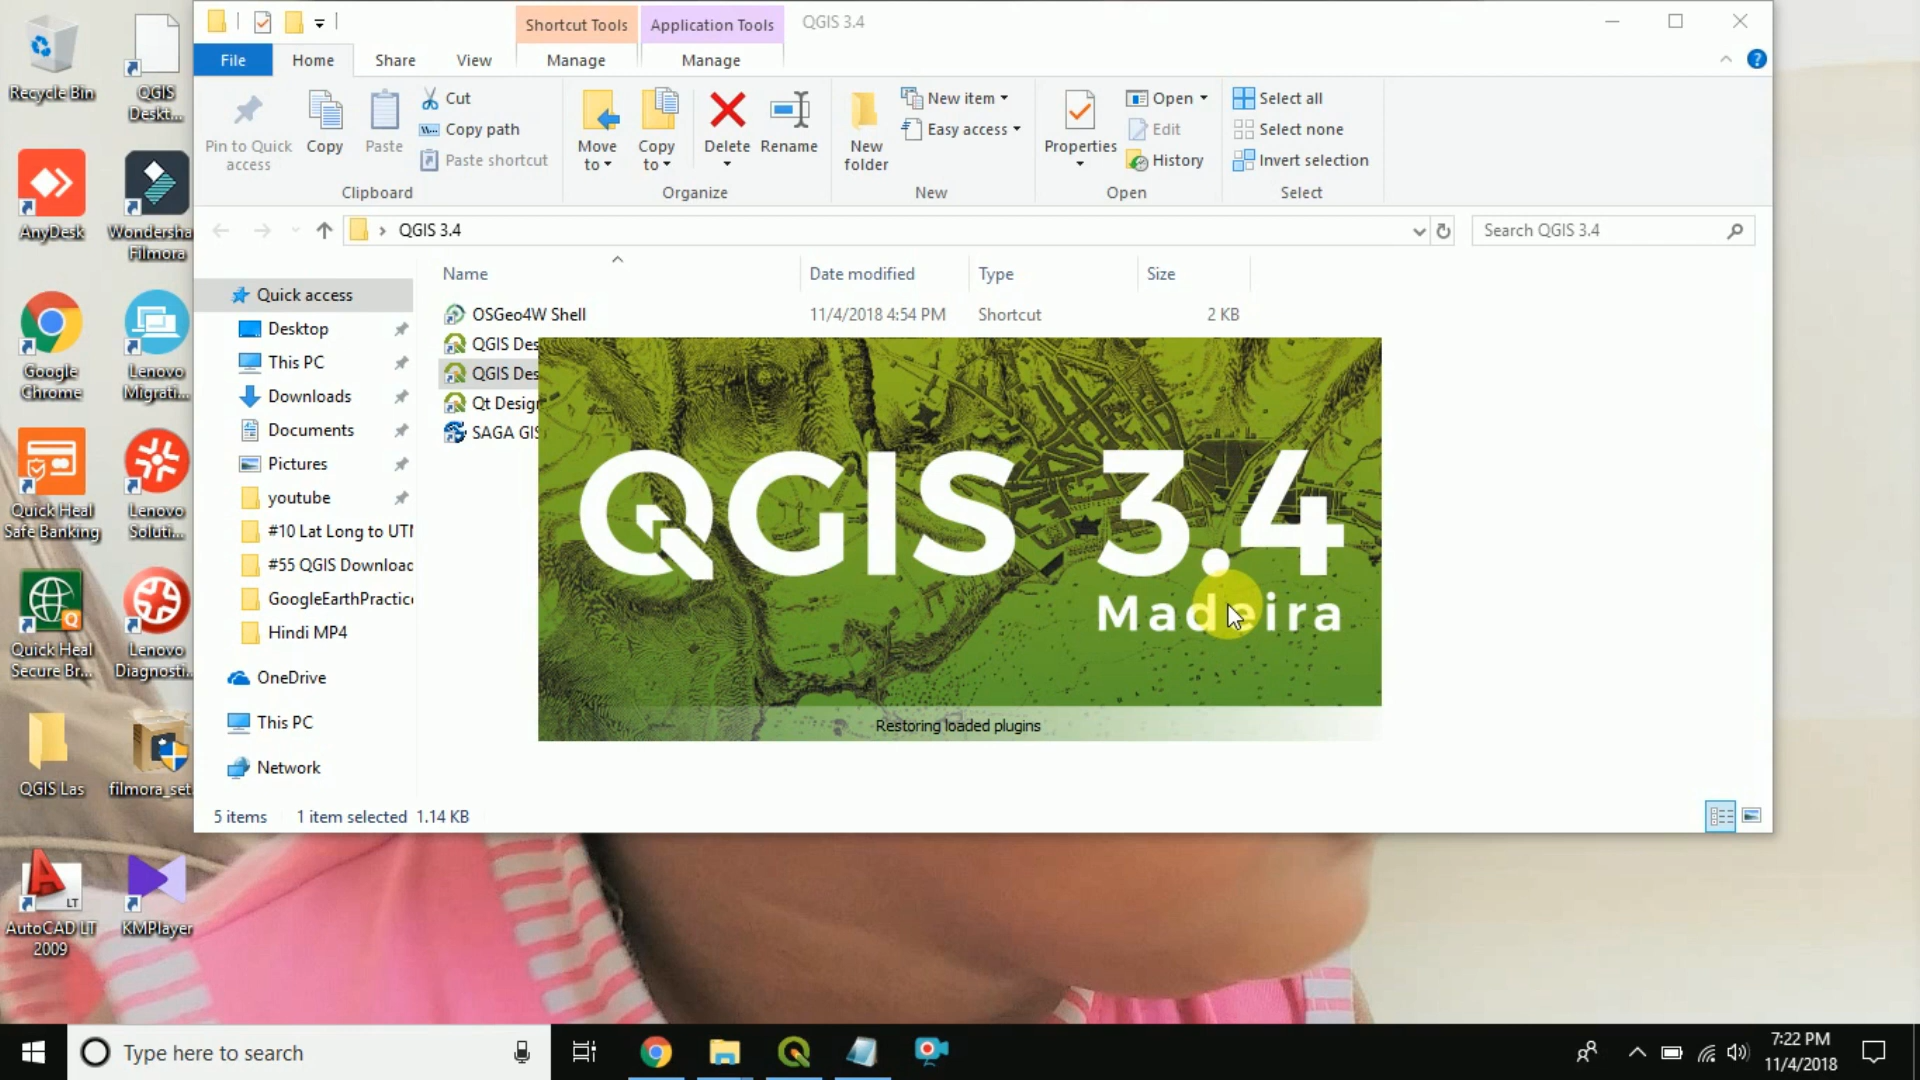 Shortcut Tools
Application Tools
QGIS 3.4
File
Home
Share
View
Manage
Manage
Pin to Quick
access
Copy
Paste
Cut
Copy path
Paste shortcut
Clipboard
Move
to
Copy
to
Delete
Rename
Organize
New
folder
New item
Easy access
New
Properties
Open
Edit
History
Open
Select all
Select none
Invert selection
Select
QGIS 3.4
Search QGIS 3.4
Name
Date modified
Type
Size
Quick access
Desktop
This PC
Downloads
Documents
Pictures
youtube
#10 Lat Long to UTM
#55 QGIS Download
GoogleEarthPractice
Hindi MP4
OneDrive
This PC
Network
OSGeo4W Shell
11/4/2018 4:54 PM
Shortcut
2 KB
QGIS Des
QGIS Des
Qt Design
SAGA GIS
QGIS 3.4
Madeira
Restoring loaded plugins
5 items
1 item selected 1.14 KB
Recycle Bin
QGIS
Deskt...
AnyDesk
Wondersha
Filmora
Google
Chrome
Lenovo
Migrati...
Quick Heal
Safe Banking
Lenovo
Soluti...
Quick Heal
Secure Br...
Lenovo
Diagnosti...
QGIS Las
filmora_set
AutoCAD LT
2009
LT
KMPlayer
Type here to search
7:22 PM
11/4/2018